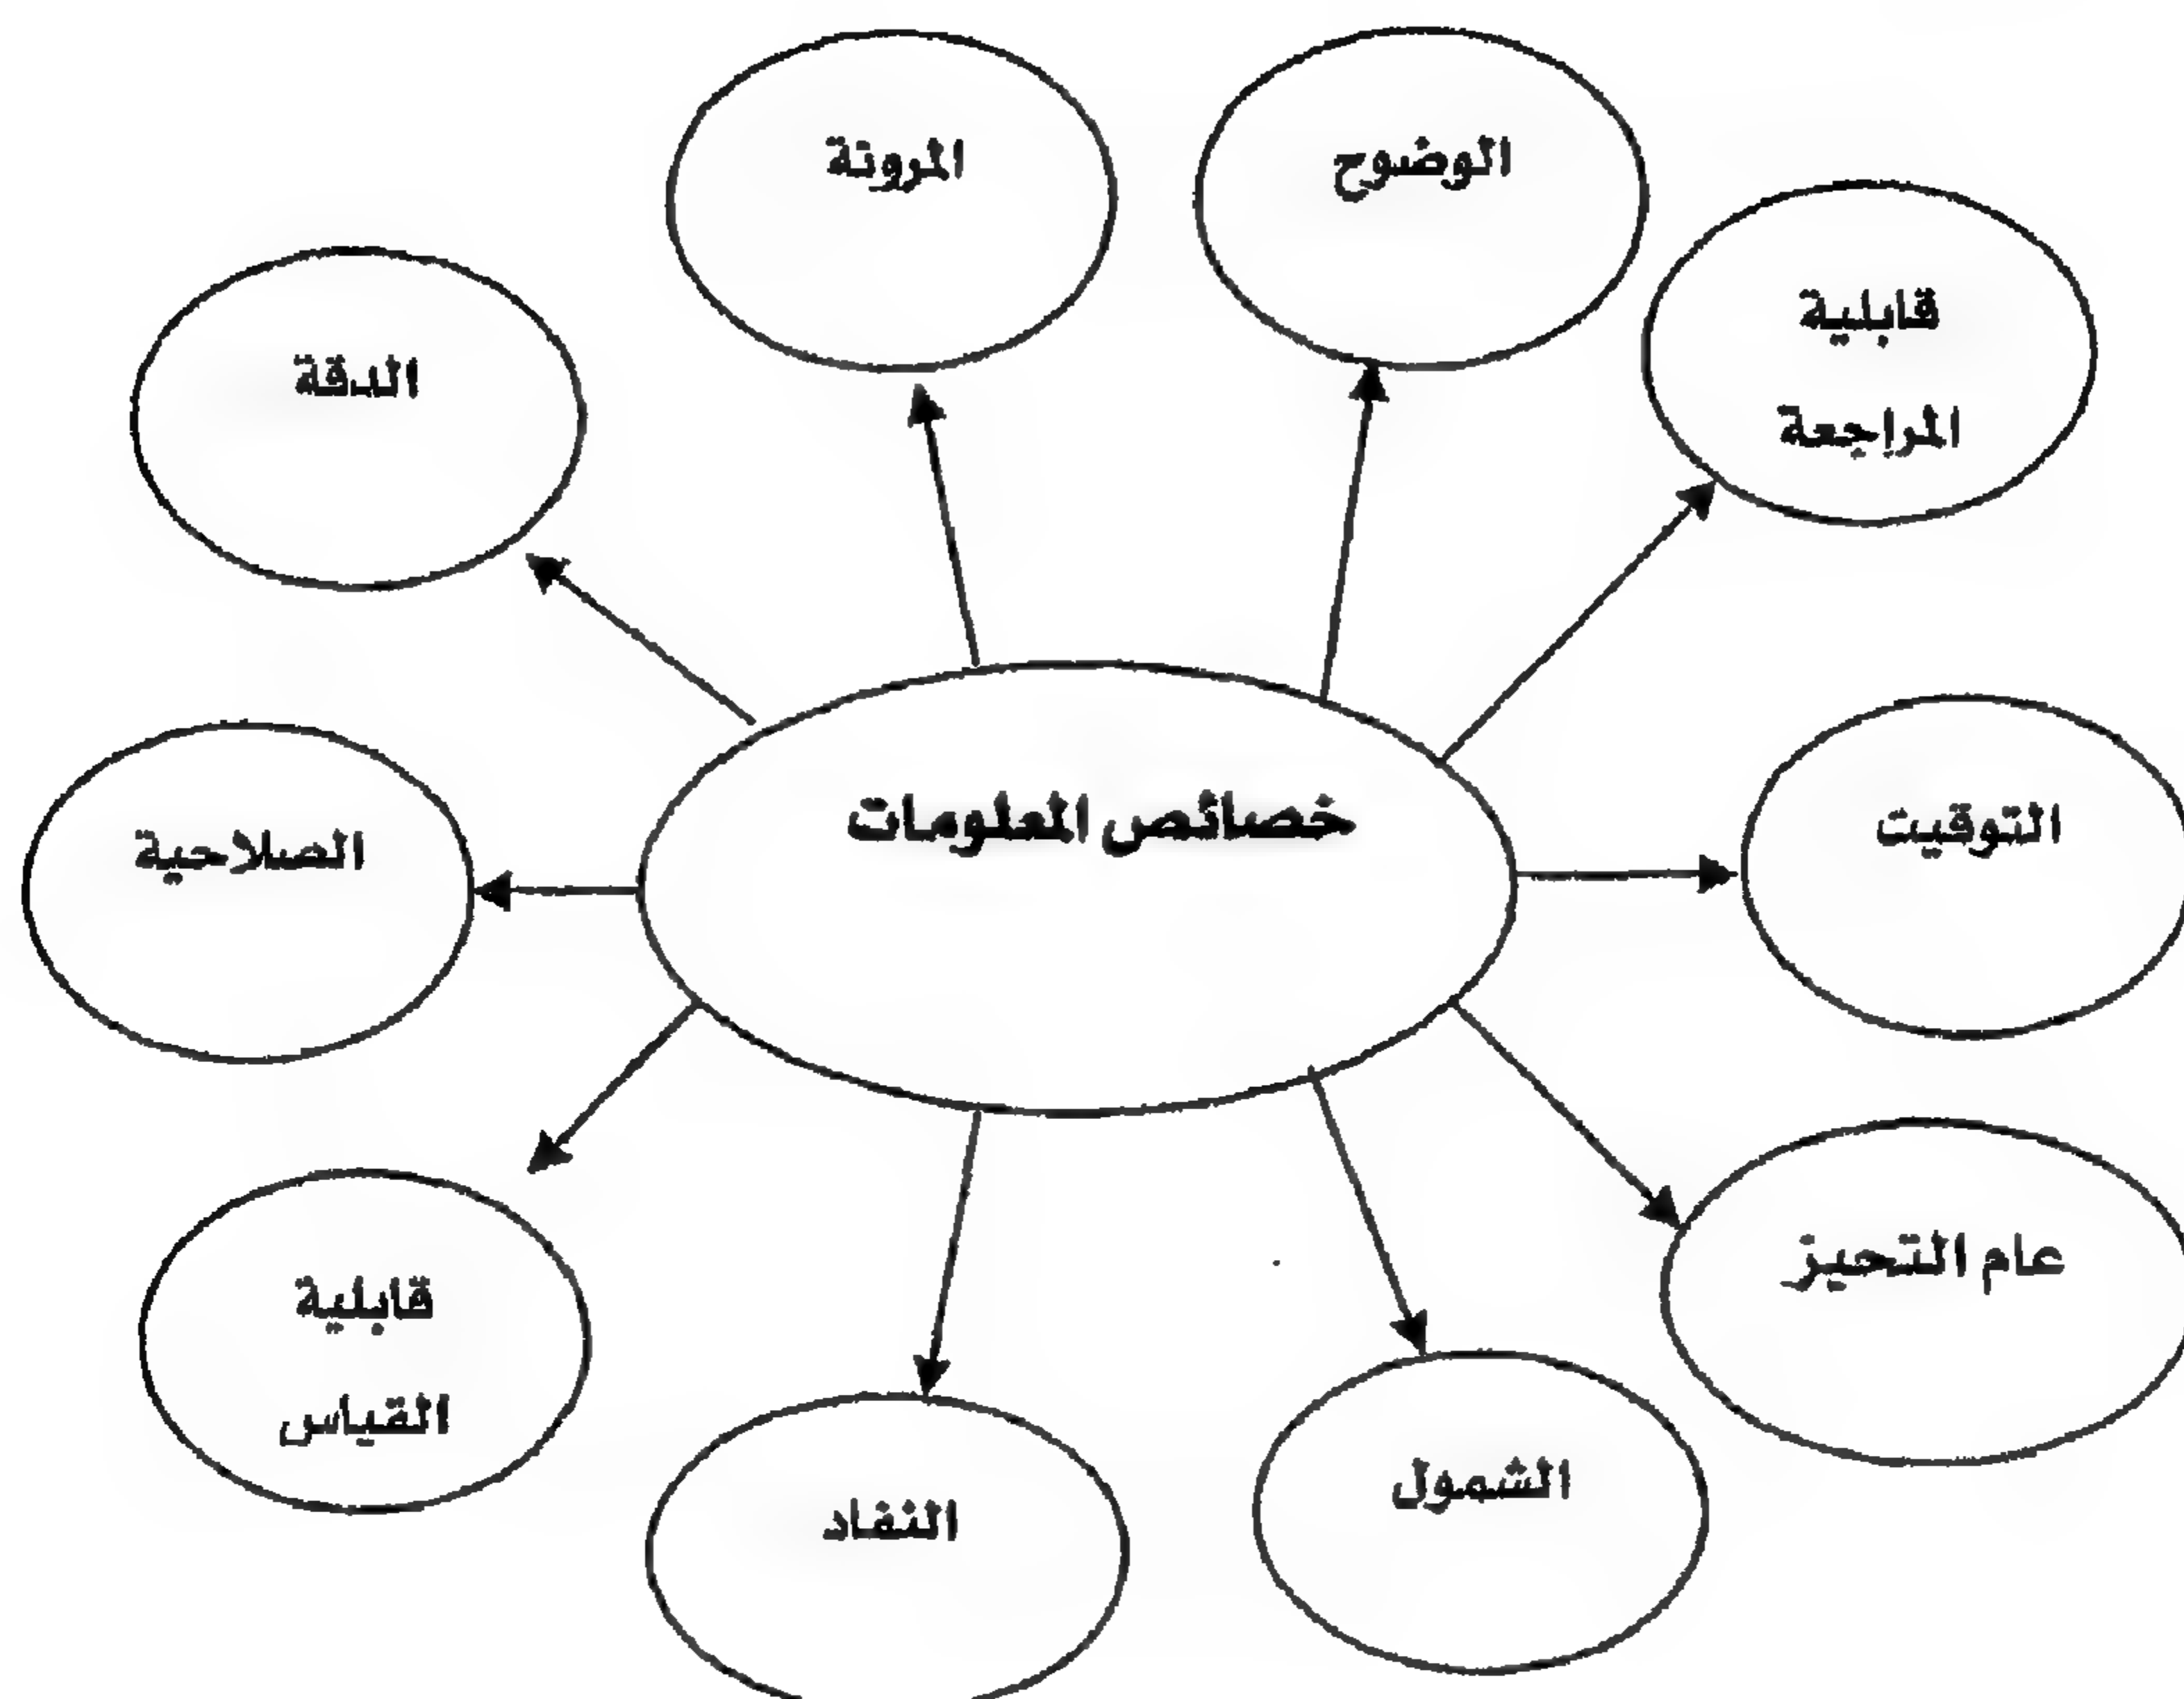 خصائص المعلومات
الوضوح
المرونة
قابلية
المراجعة
الدقة
التوقيت
الصلاحية
عام التحيز
قابلية
القياس
الشمول
النفاد